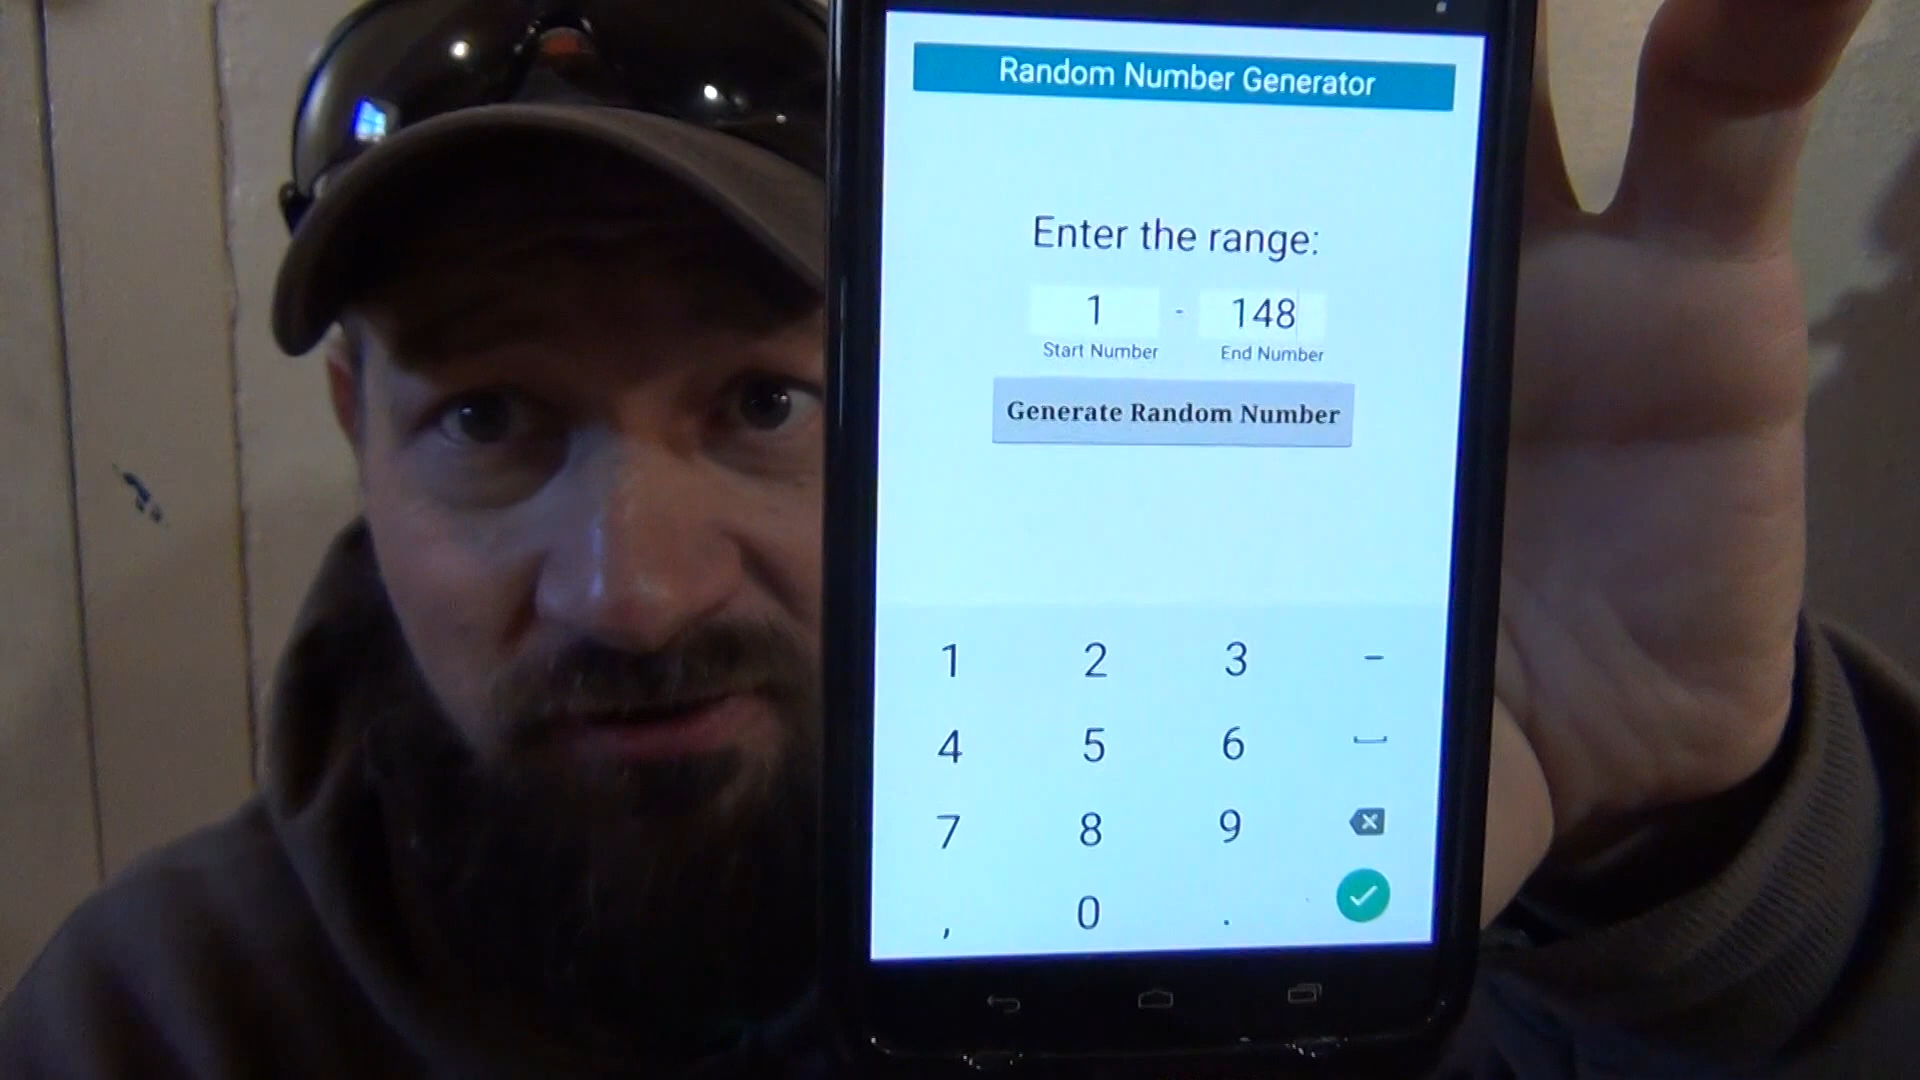 Random Number Generator
Enter the range:
1 - 148
Start Number End Number
Generate Random Number
1 2 3 -
4 5 6
7 8 9
, 0 .